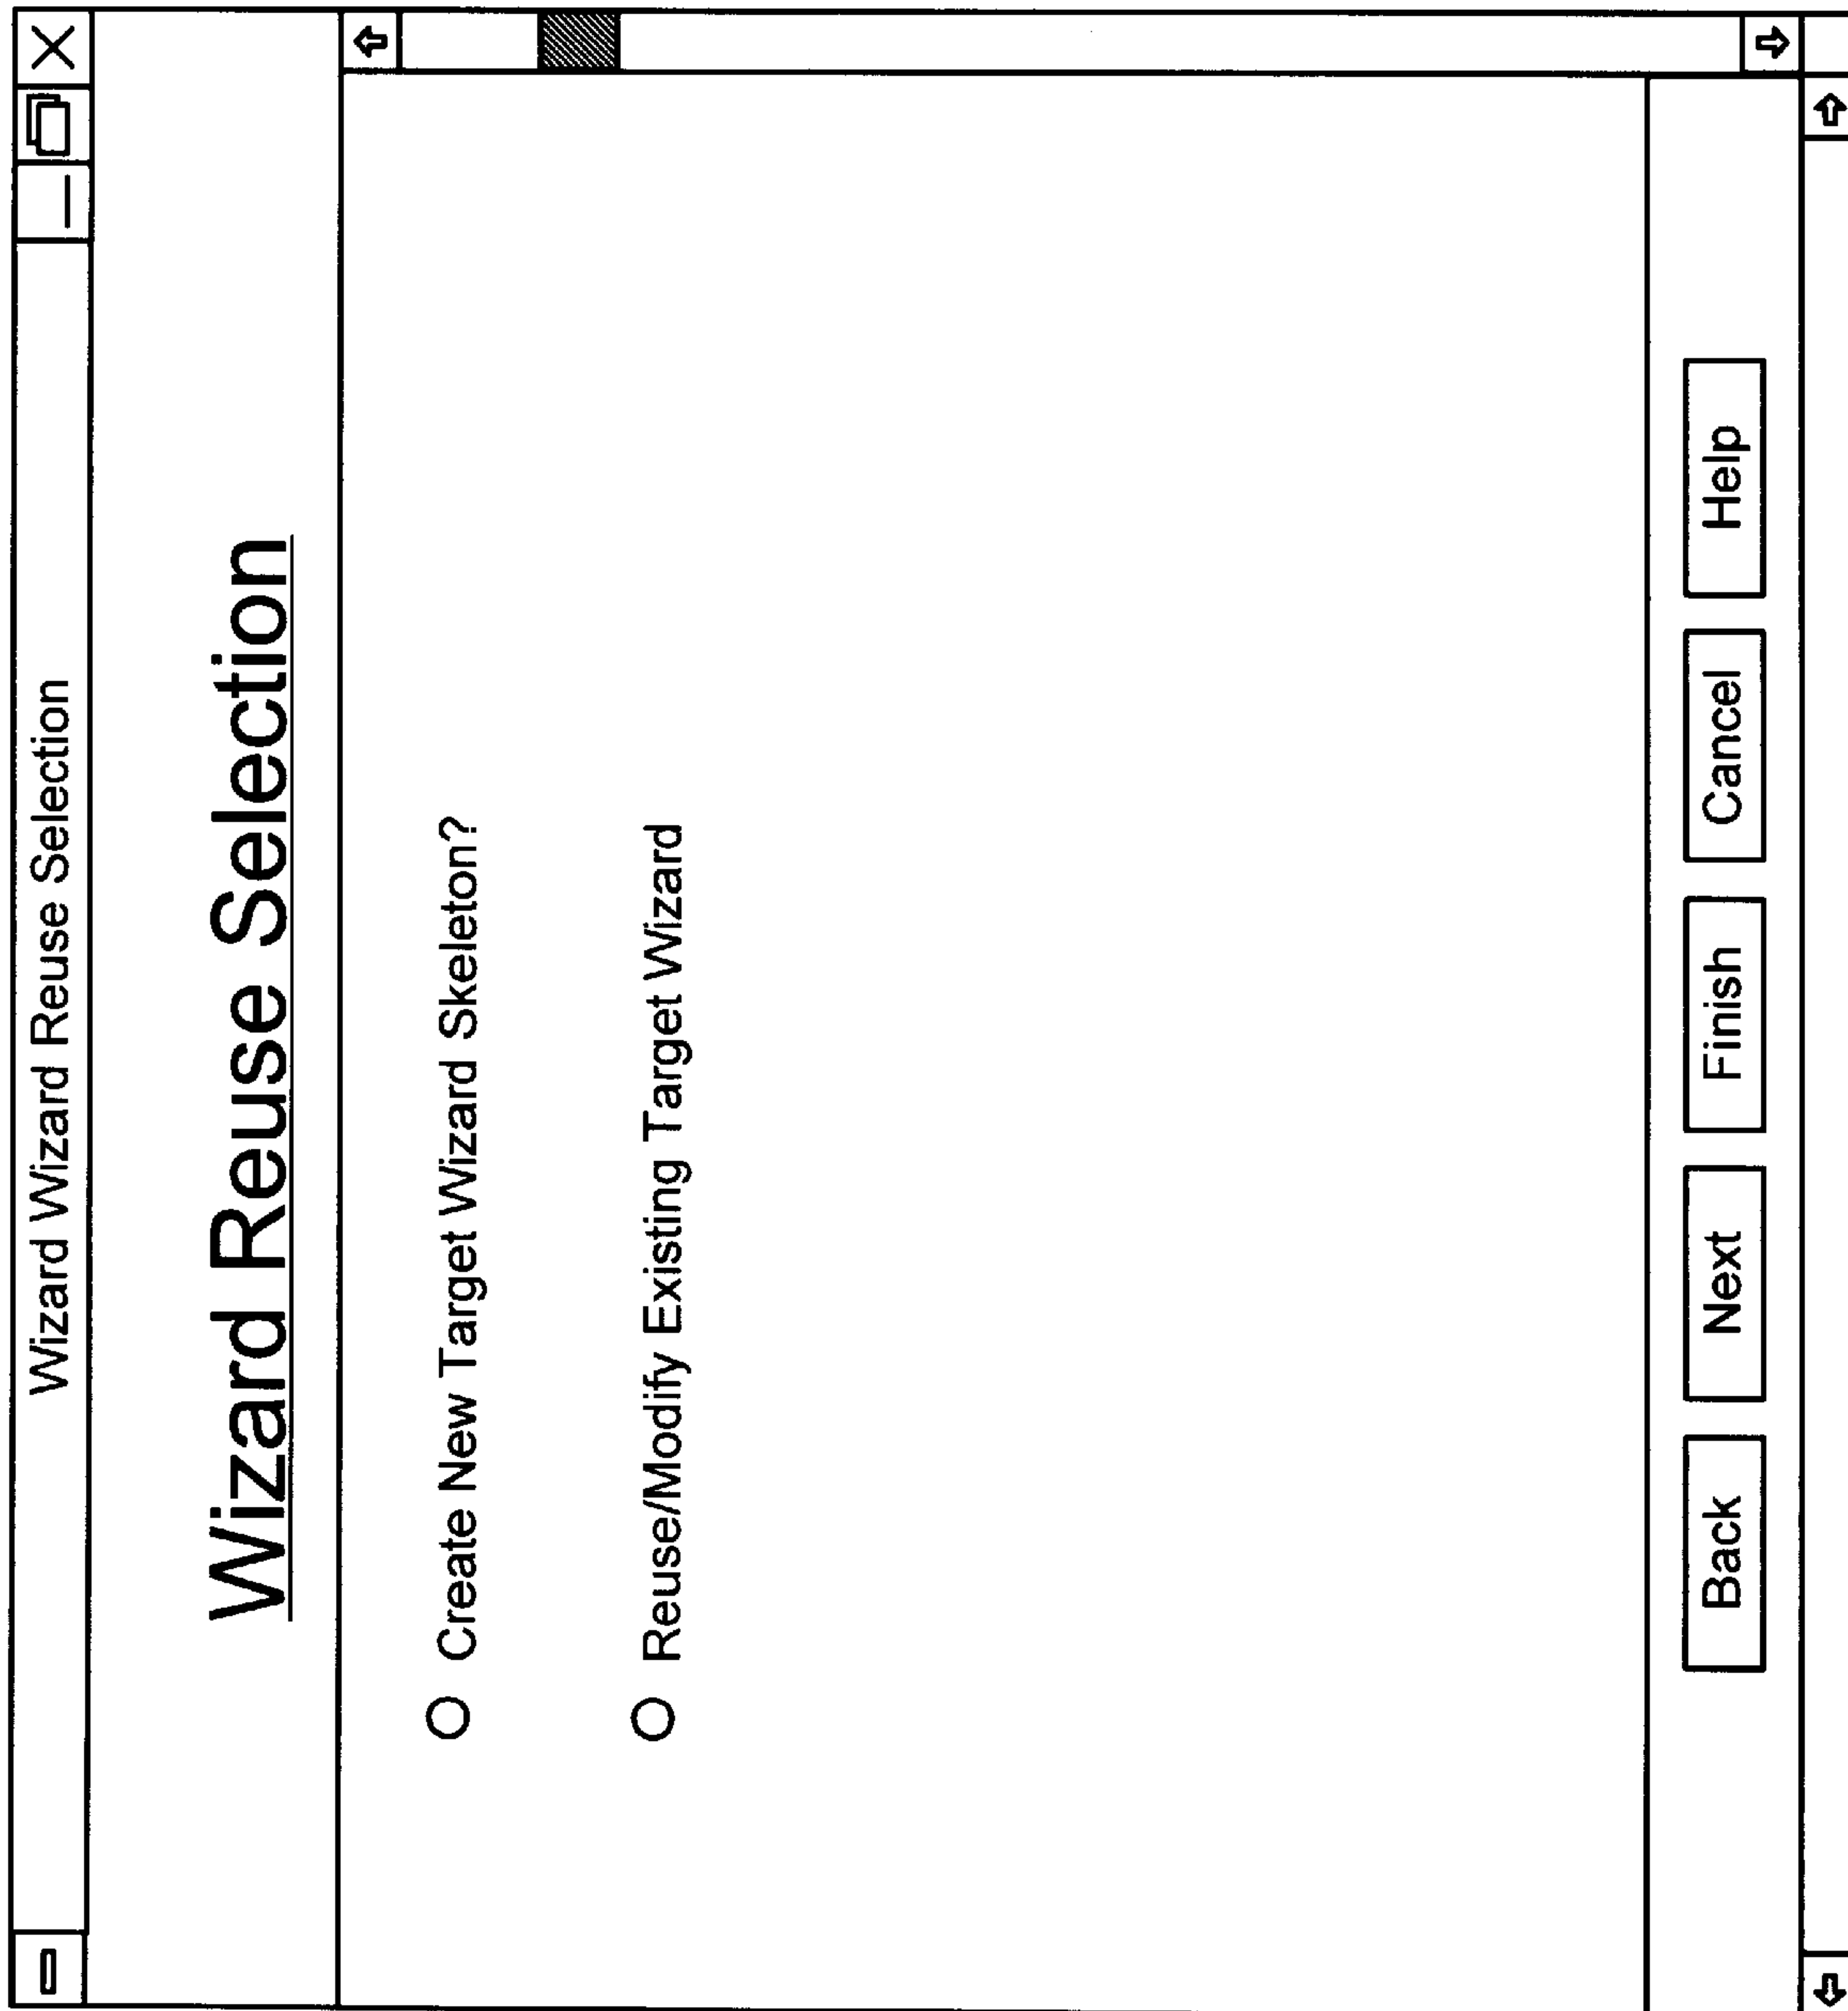 Wizard Wizard Reuse Selection
Wizard Reuse Selection
Create New Target Wizard Skeleton?
Reuse/Modify Existing Target Wizard
Back Next Finish Cancel Help